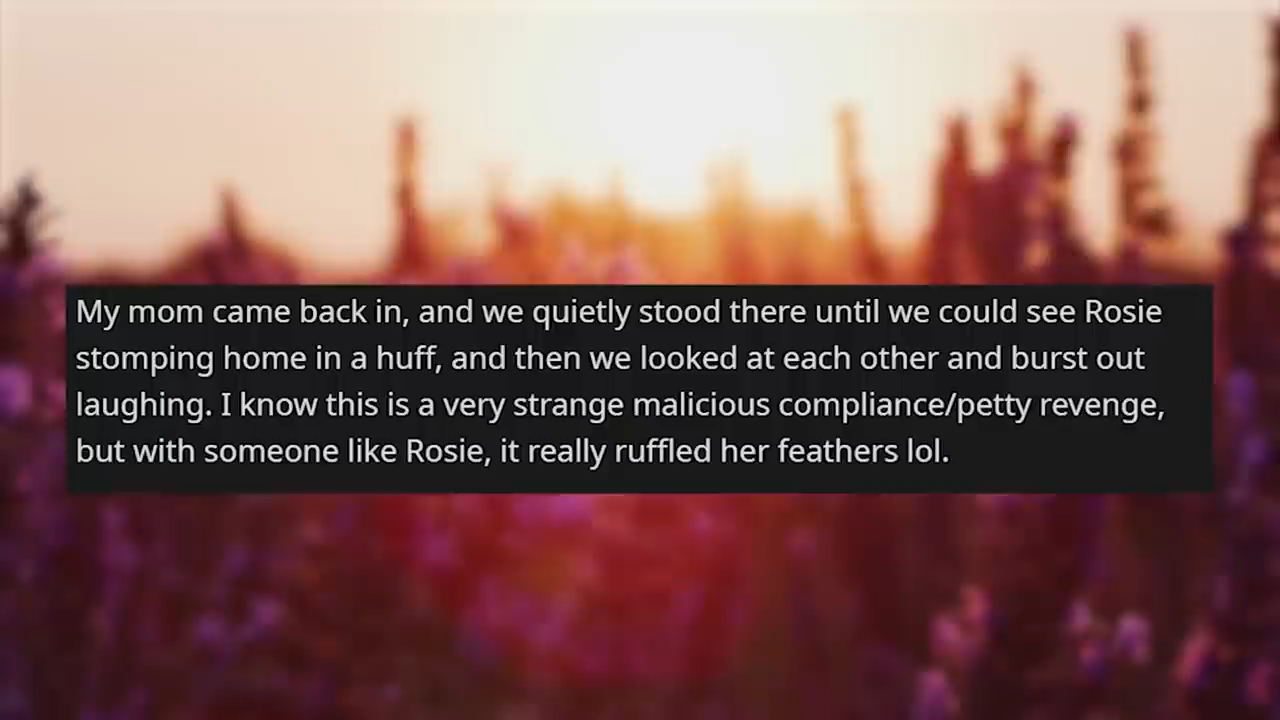 My mom came back in, and we quietly stood there until we could see Rosie
stomping home in a huff, and then we looked at each other and burst out
laughing. I know this is a very strange malicious compliance/petty revenge,
but with someone like Rosie, it really ruffled her feathers lol.